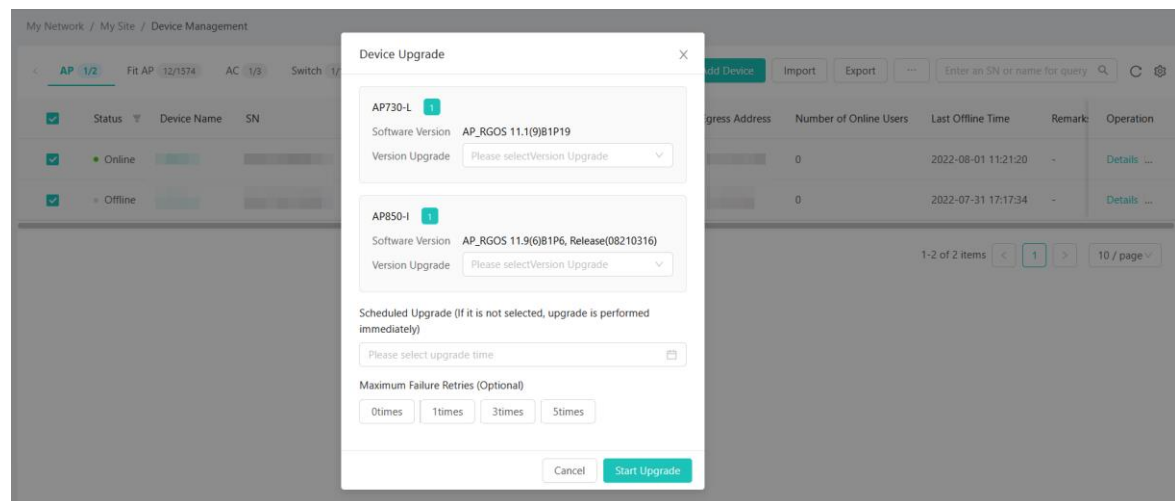 My Network / My Site / Device Management
AP 1/2 Fit AP 12/1574 AC 1/3 Switch 1/
Add Device Import Export ... Enter an SN or name for query
Status Device Name SN
gress Address Number of Online Users Last Offline Time Remark Operation
Online 0 2022-08-01 11:21:20 - Details ...
Offline 0 2022-07-31 17:17:34 - Details ...
1-2 of 2 items < 1 > 10 / page
Device Upgrade
AP730-L 1
Software Version AP_RGOS 11.1(9)B1P19
Version Upgrade Please selectVersion Upgrade
AP850-I 1
Software Version AP_RGOS 11.9(6)B1P6, Release(08210316)
Version Upgrade Please selectVersion Upgrade
Scheduled Upgrade (If it is not selected, upgrade is performed
immediately)
Please select upgrade time
Maximum Failure Retries (Optional)
0times 1times 3times 5times
Cancel Start Upgrade